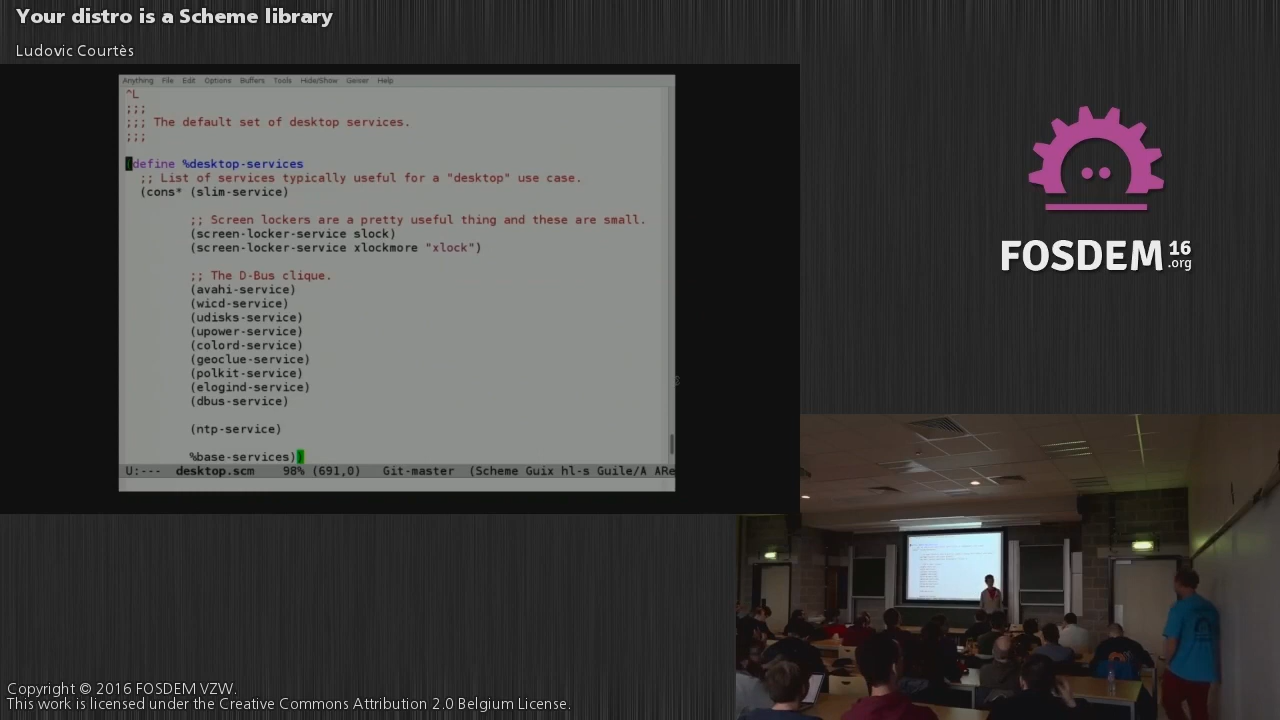 Your distro is a Scheme library
Ludovic Courtès
Anything File Edit Options Buffers Tools Hide/Show Geiser Help
^L
;;;
;;; The default set of desktop services.
;;;
(define %desktop-services
;; List of services typically useful for a "desktop" use case.
(cons* (slim-service)
;; Screen lockers are a pretty useful thing and these are small.
(screen-locker-service slock)
(screen-locker-service xlockmore "xlock")
;; The D-Bus clique.
(avahi-service)
(wicd-service)
(udisks-service)
(upower-service)
(colord-service)
(geoclue-service)
(polkit-service)
(elogind-service)
(dbus-service)
(ntp-service)
%base-services))
U:--- desktop.scm 98% (691,0) Git-master (Scheme Guix hl-s Guile/A ARe
FOSDEM 16 .org
Copyright © 2016 FOSDEM VZW.
This work is licensed under the Creative Commons Attribution 2.0 Belgium License.